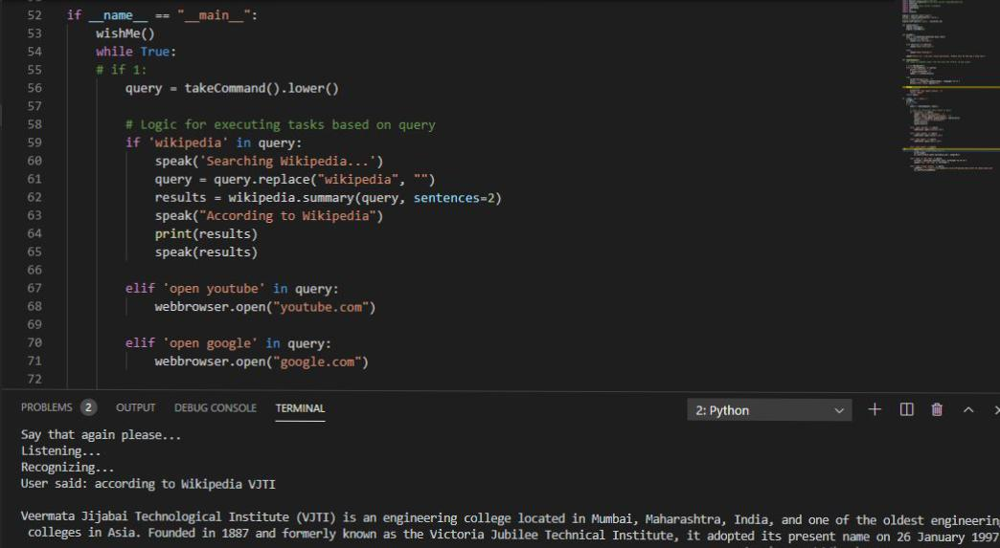 52 if __name__ == "__main__":
53 wishMe()
54 while True:
55 # if 1:
56 query = takeCommand().lower()
57
58 # Logic for executing tasks based on query
59 if 'wikipedia' in query:
60 speak('Searching Wikipedia...')
61 query = query.replace("wikipedia", "")
62 results = wikipedia.summary(query, sentences=2)
63 speak("According to Wikipedia")
64 print(results)
65 speak(results)
66
67 elif 'open youtube' in query:
68 webbrowser.open("youtube.com")
69
70 elif 'open google' in query:
71 webbrowser.open("google.com")
72
PROBLEMS 2 OUTPUT DEBUG CONSOLE TERMINAL 2: Python
Say that again please...
Listening...
Recognizing...
User said: according to Wikipedia VJTI
Veermata Jijabai Technological Institute (VJTI) is an engineering college located in Mumbai, Maharashtra, India, and one of the oldest engineerin
colleges in Asia. Founded in 1887 and formerly known as the Victoria Jubilee Technical Institute, it adopted its present name on 26 January 1997